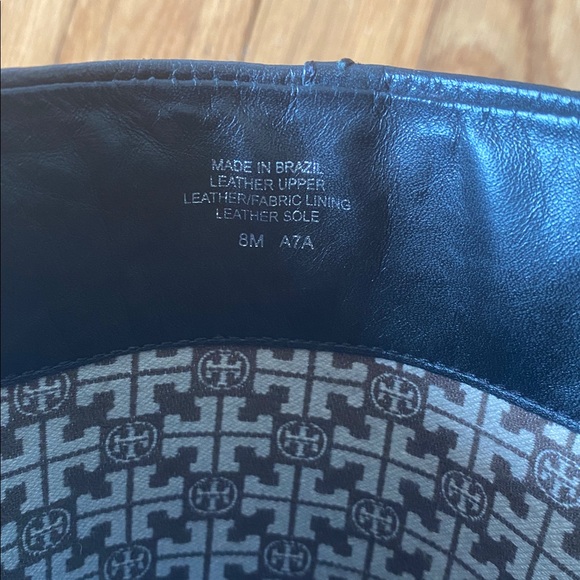 MADE IN BRAZIL
LEATHER UPPER
LEATHER/FABRIC LINING
LEATHER SOLE
8M A7A